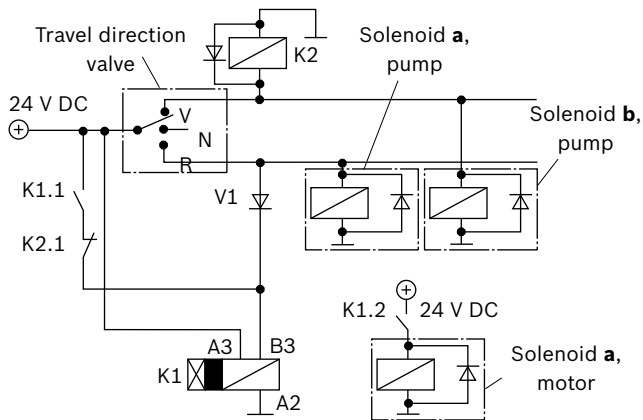 Travel direction
valve
K2
Solenoid a,
pump
24 V DC
V
N
R
Solenoid b,
pump
K1.1
V1
K2.1
K1.2
24 V DC
A3
B3
K1
A2
Solenoid a,
motor